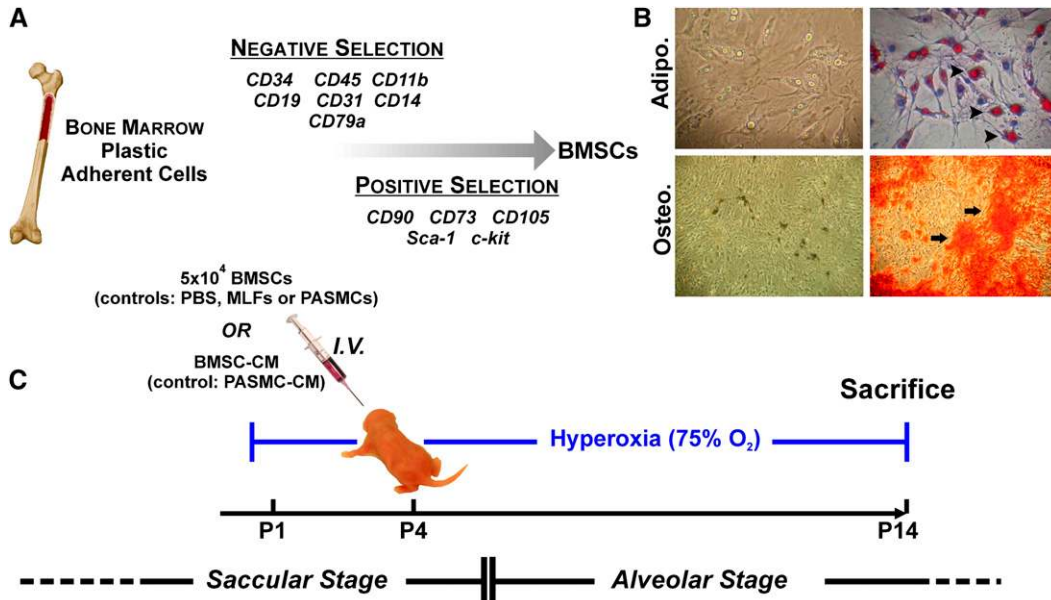 A
NEGATIVE SELECTION
CD34 CD45 CD11b
CD19 CD31 CD14
CD79a
BONE MARROW
Plastic
Adherent Cells
BMSCs
POSITIVE SELECTION
CD90 CD73 CD105
Sca-1 c-kit
B
Adipo.
Osteo.
C
5x10⁴ BMSCs
(controls: PBS, MLFs or PASMCs)
OR
I.V.
BMSC-CM
(control: PASMC-CM)
Sacrifice
Hyperoxia (75% O₂)
P1 P4 P14
Saccular Stage Alveolar Stage